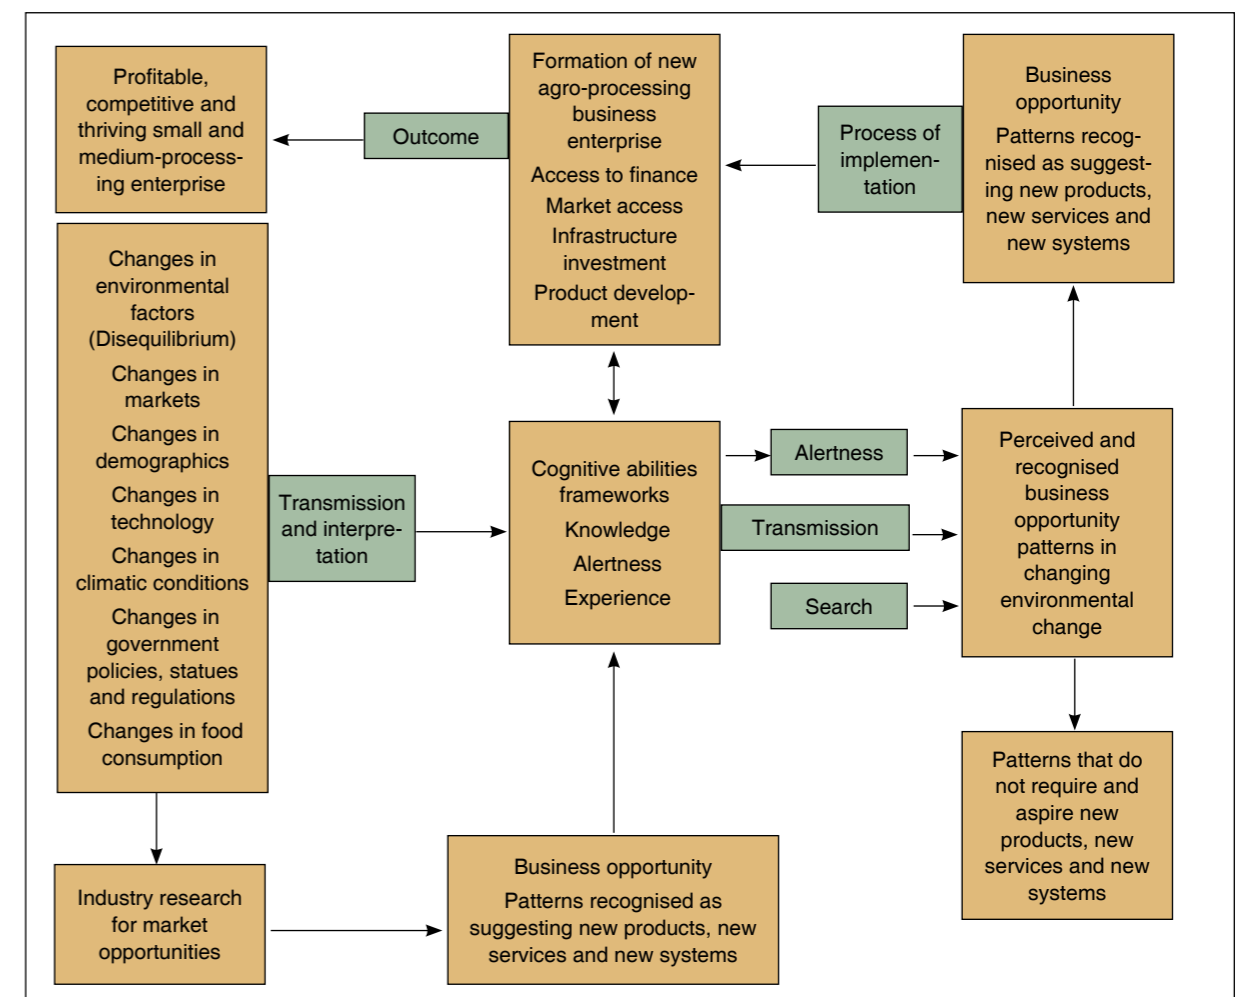 Profitable,
competitive and
thriving small and
medium-process-
ing enterprise
Outcome
Formation of new
agro-processing
business
enterprise
Access to finance
Market access
Infrastructure
investment
Product develop-
ment
Process of
implemen-
tation
Business
opportunity
Patterns recog-
nised as suggest-
ing new products,
new services and
new systems
Changes in
environmental
factors
(Disequilibrium)
Changes in
markets
Changes in
demographics
Changes in
technology
Changes in
climatic conditions
Changes in
government
policies, statues
and regulations
Changes in food
consumption
Transmission
and interpre-
tation
Cognitive abilities
frameworks
Knowledge
Alertness
Experience
Alertness
Transmission
Search
Perceived and
recognised
business
opportunity
patterns in
changing
environmental
change
Patterns that do
not require and
aspire new
products, new
services and new
systems
Industry research
for market
opportunities
Business opportunity
Patterns recognised as
suggesting new products, new
services and new systems